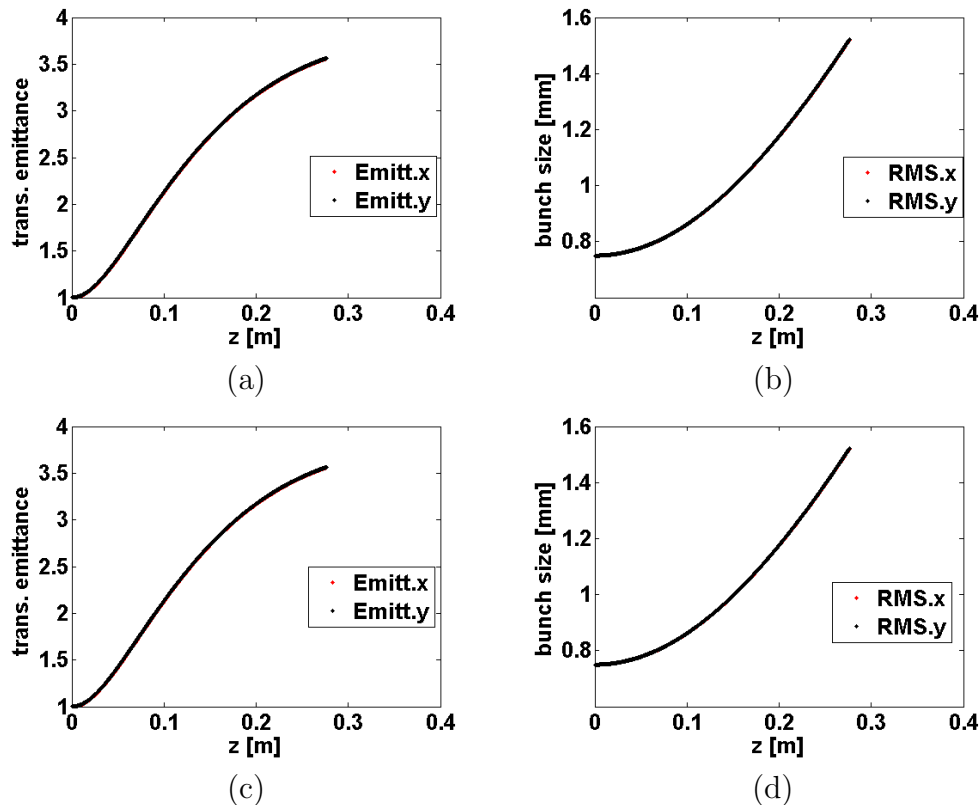 4
3.5
3
2.5
2
1.5
1
trans. emittance
Emitt.x
Emitt.y
0 0.1 0.2 0.3 0.4
z [m]
(a)
1.6
1.4
1.2
1
0.8
bunch size [mm]
RMS.x
RMS.y
0 0.1 0.2 0.3 0.4
z [m]
(b)
4
3.5
3
2.5
2
1.5
1
trans. emittance
Emitt.x
Emitt.y
0 0.1 0.2 0.3 0.4
z [m]
(c)
1.6
1.4
1.2
1
0.8
bunch size [mm]
RMS.x
RMS.y
0 0.1 0.2 0.3 0.4
z [m]
(d)